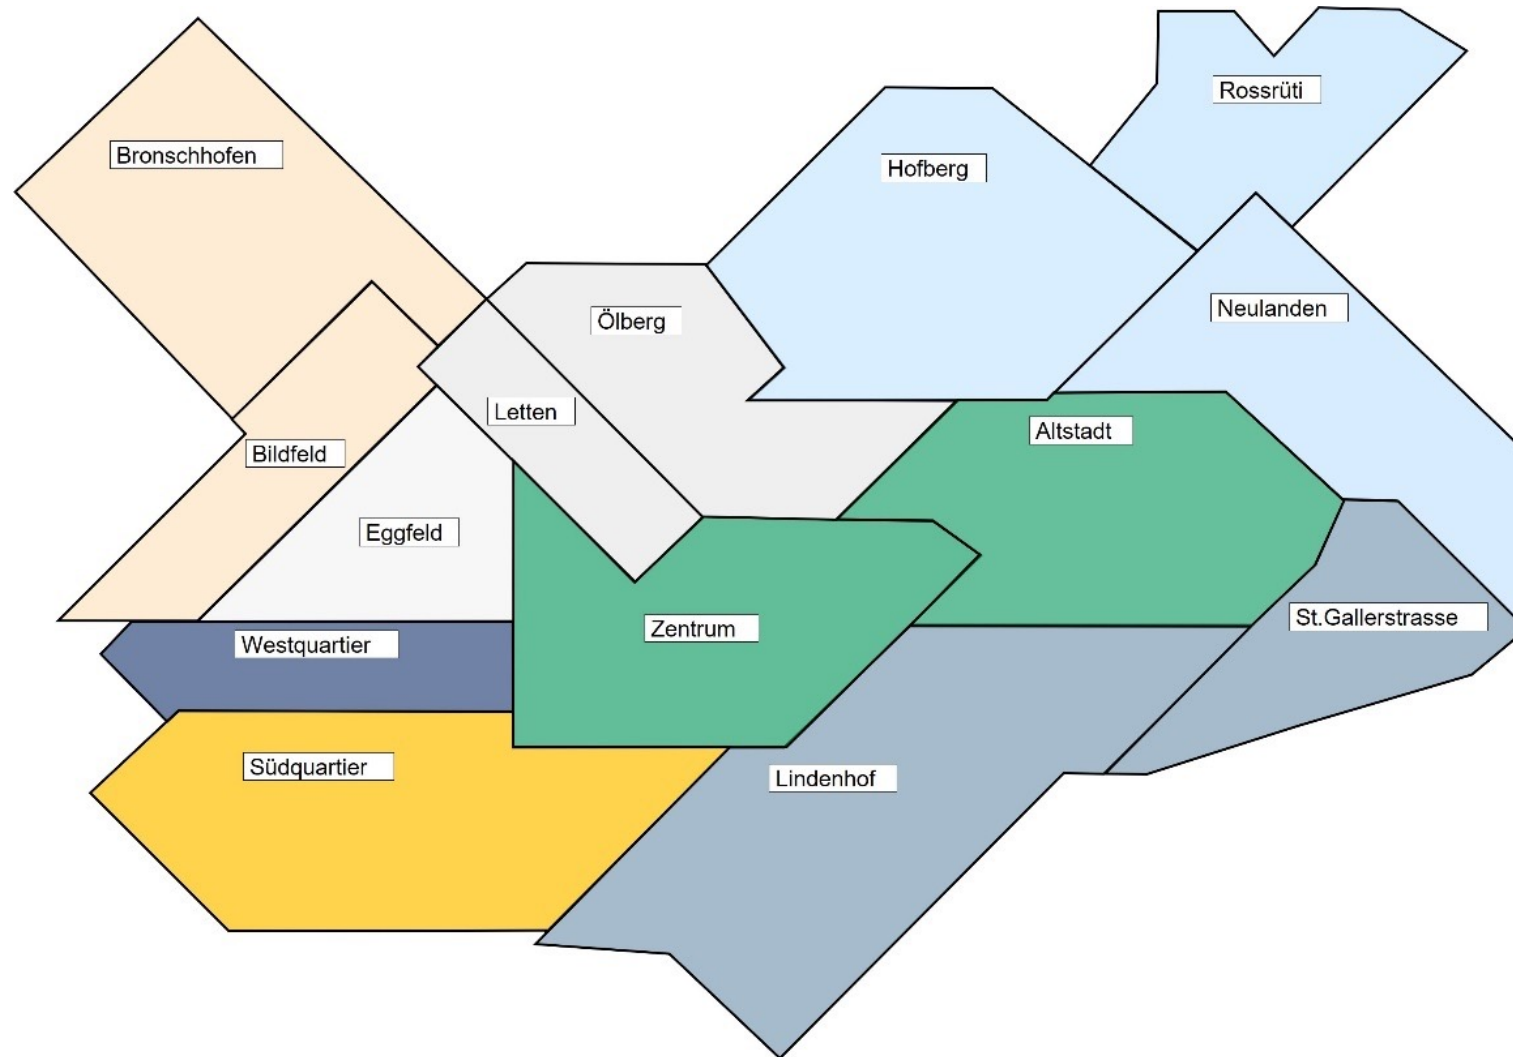 Rossrüti
Bronschhofen
Hofberg
Neulanden
Ölberg
Letten
Altstadt
Bildfeld
Eggfeld
St.Gallerstrasse
Zentrum
Westquartier
Südquartier
Lindenhof